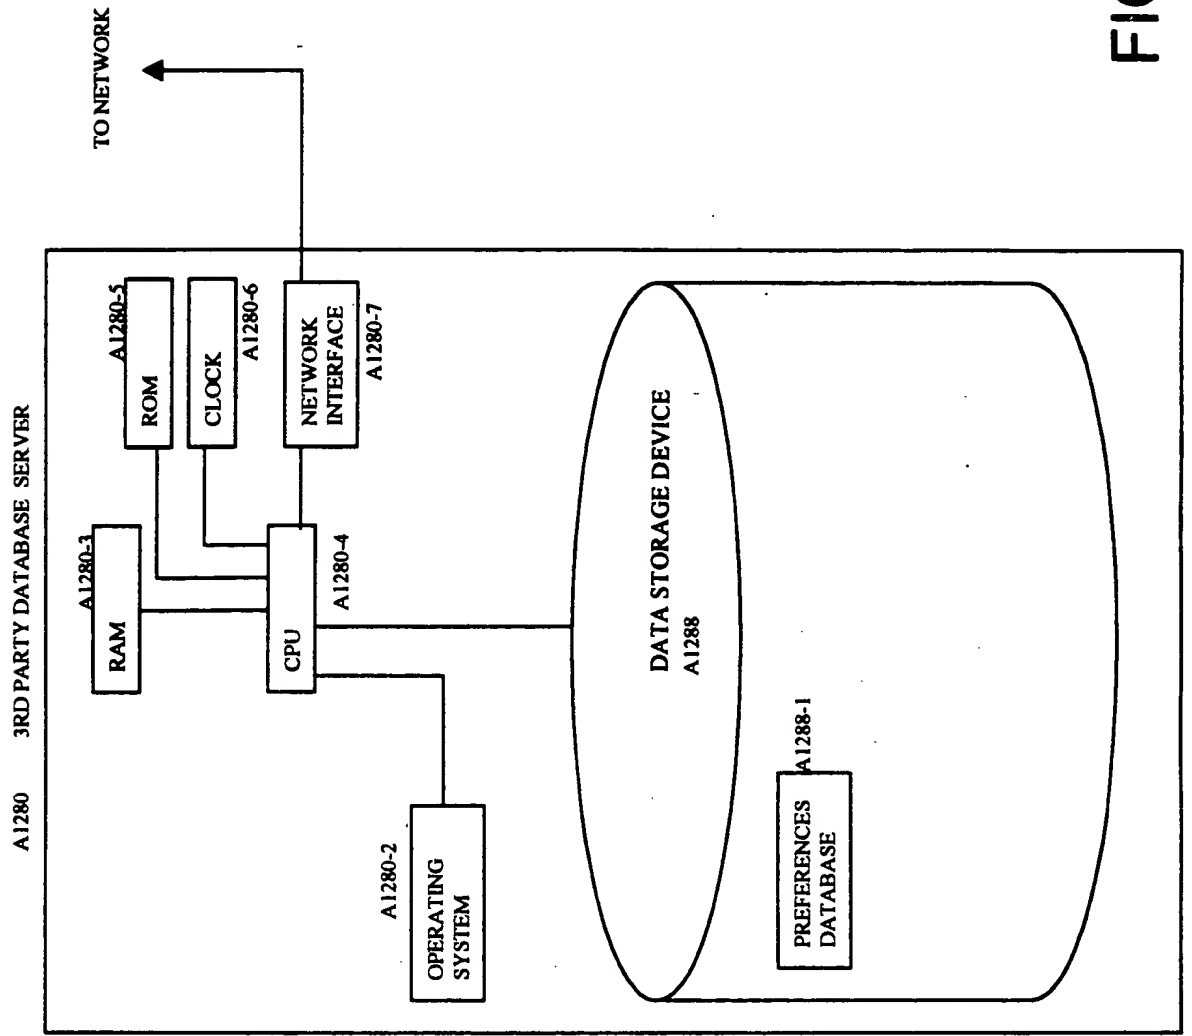 A1280 3RD PARTY DATABASE SERVER
TO NETWORK
A1280-3
RAM
A1280-5
ROM
CLOCK
A1280-6
CPU
A1280-4
NETWORK
INTERFACE
A1280-7
A1280-2
OPERATING
SYSTEM
DATA STORAGE DEVICE
A1288
A1288-1
PREFERENCES
DATABASE